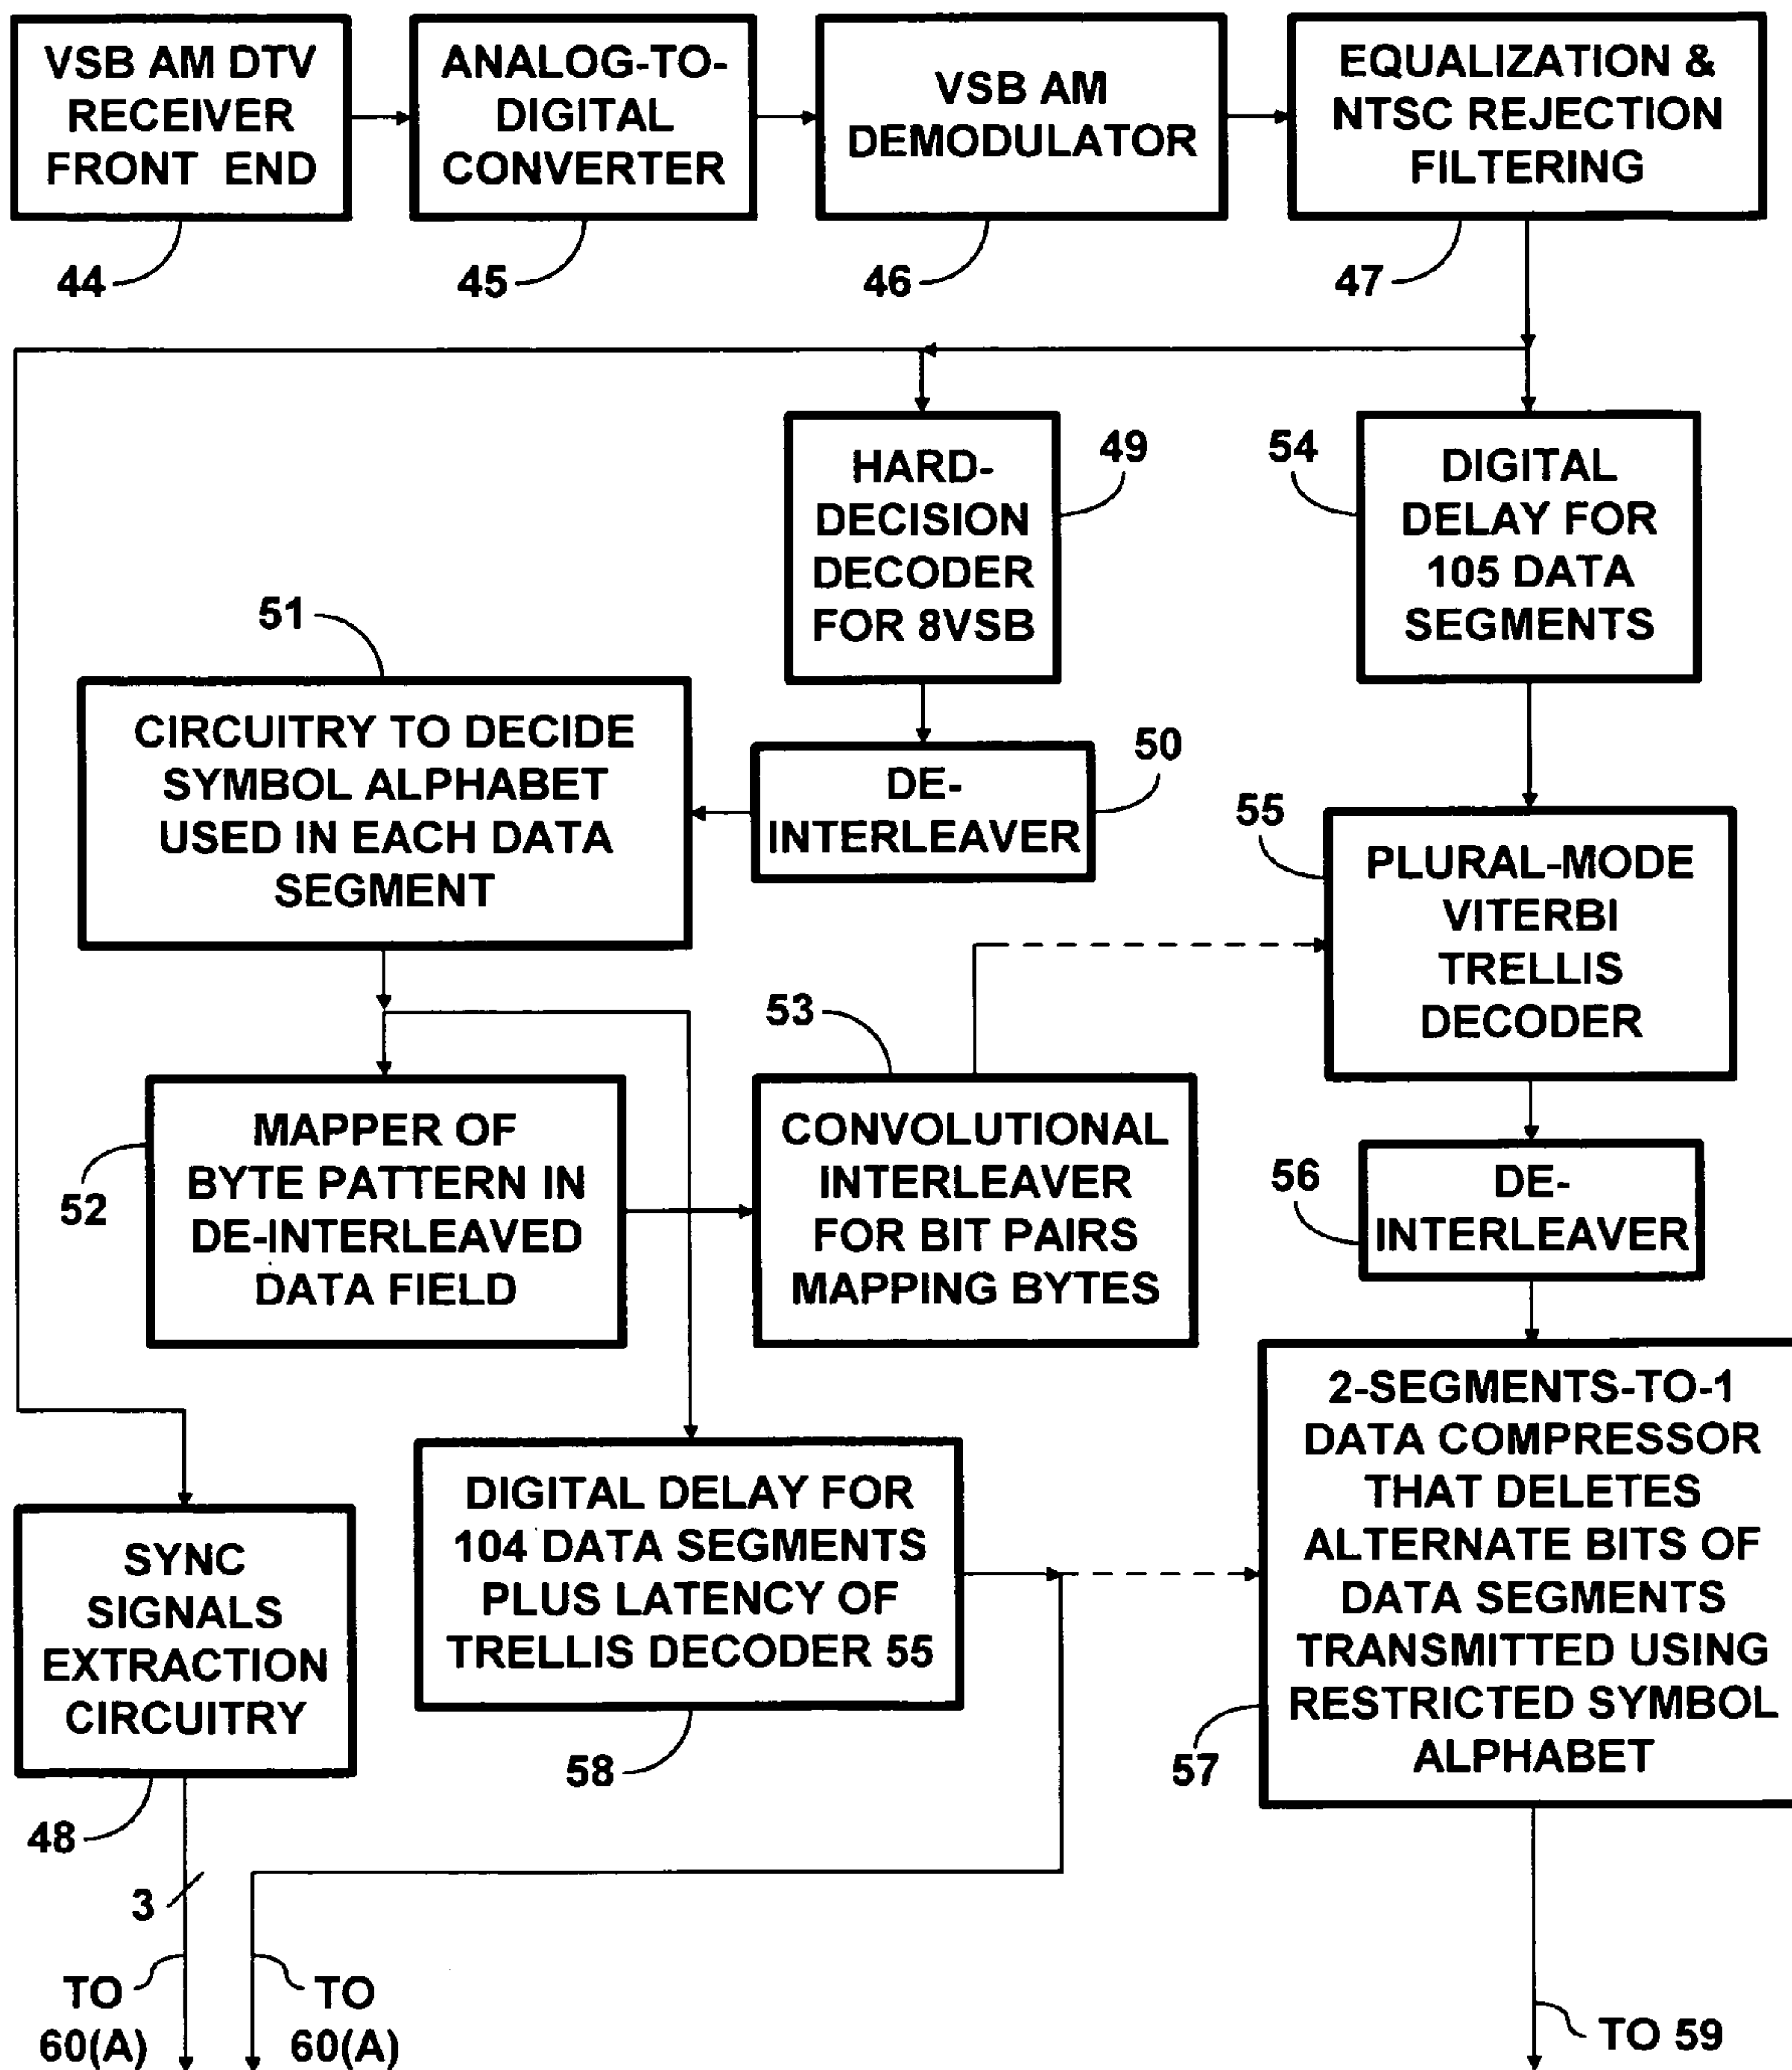 VSB AM DTV
RECEIVER
FRONT END
44
ANALOG-TO-
DIGITAL
CONVERTER
45
VSB AM
DEMODULATOR
46
EQUALIZATION &
NTSC REJECTION
FILTERING
47
HARD-
DECISION
DECODER
FOR 8VSB
49
54
DIGITAL
DELAY FOR
105 DATA
SEGMENTS
51
CIRCUITRY TO DECIDE
SYMBOL ALPHABET
USED IN EACH DATA
SEGMENT
50
DE-
INTERLEAVER
55
PLURAL-MODE
VITERBI
TRELLIS
DECODER
53
52
MAPPER OF
BYTE PATTERN IN
DE-INTERLEAVED
DATA FIELD
CONVOLUTIONAL
INTERLEAVER
FOR BIT PAIRS
MAPPING BYTES
56
DE-
INTERLEAVER
2-SEGMENTS-TO-1
DATA COMPRESSOR
THAT DELETES
ALTERNATE BITS OF
DATA SEGMENTS
TRANSMITTED USING
RESTRICTED SYMBOL
ALPHABET
57
DIGITAL DELAY FOR
104 DATA SEGMENTS
PLUS LATENCY OF
TRELLIS DECODER 55
58
SYNC
SIGNALS
EXTRACTION
CIRCUITRY
48
3
TO
60(A)
TO
60(A)
TO 59